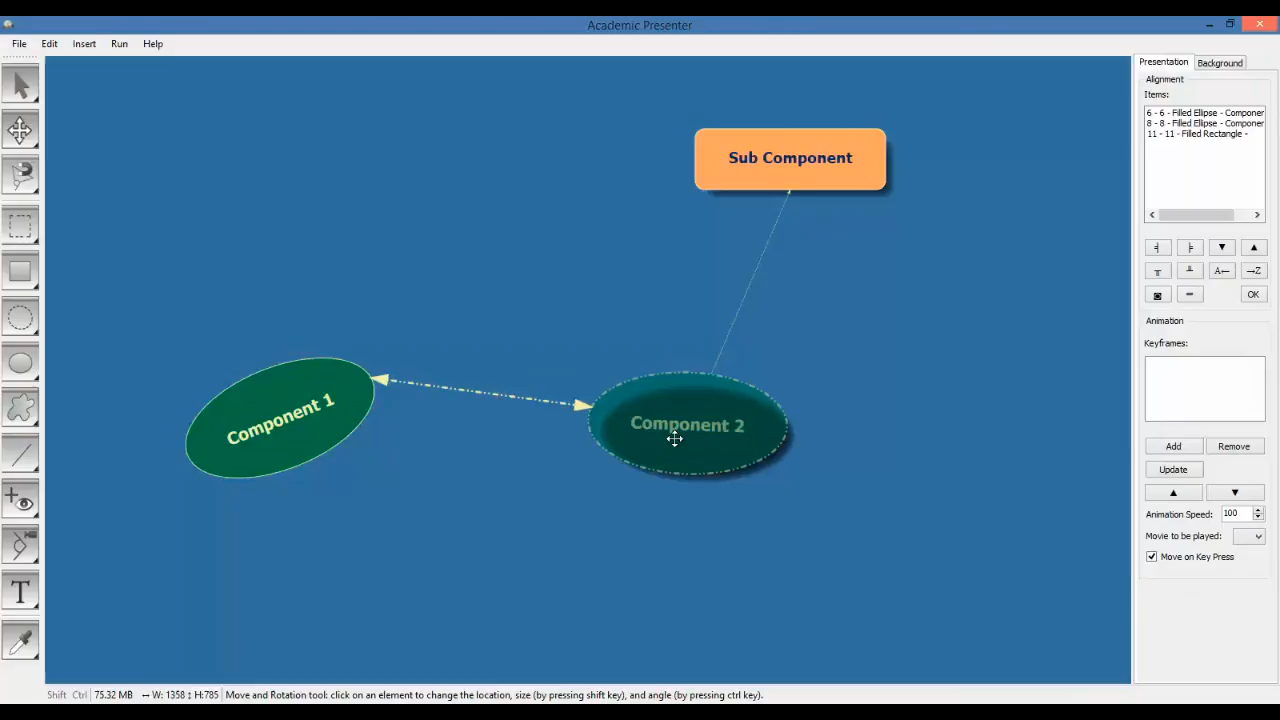 Academic Presenter
File Edit Insert Run Help
Presentation Background
Alignment
Items:
6 - 6 - Filled Ellipse - Componer
8 - 8 - Filled Ellipse - Componer
11 - 11 - Filled Rectangle -
A← →Z
OK
Animation
Keyframes:
Add Remove
Update
Animation Speed: 100
Movie to be played:
Move on Key Press
Sub Component
Component 1
Component 2
T
Shift Ctrl 75.32 MB ↔ W: 1358 ↕ H:785 Move and Rotation tool: click on an element to change the location, size (by pressing shift key), and angle (by pressing ctrl key).